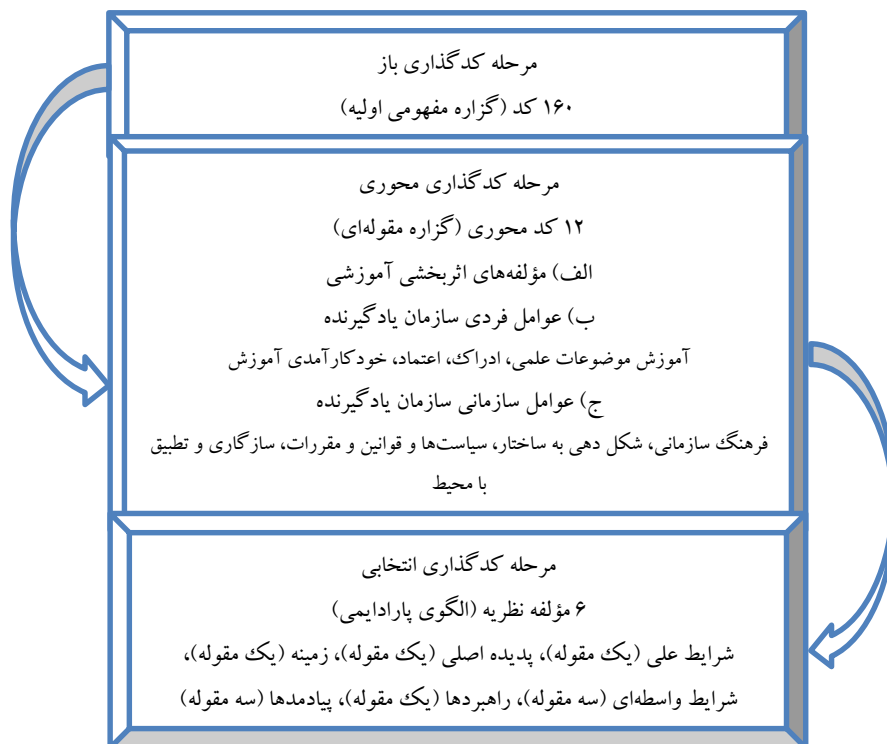 مرحله کدگذاری باز
۱۶۰ کد (گزاره مفهومی اولیه)
مرحله کدگذاری محوری
۱۲ کد محوری (گزاره مقوله‌ای)
الف) مؤلفه‌های اثربخشی آموزشی
ب) عوامل فردی سازمان یادگیرنده
آموزش موضوعات علمی، ادراک، اعتماد، خودکارآمدی آموزش
ج) عوامل سازمانی سازمان یادگیرنده
فرهنگ سازمانی، شکل دهی به ساختار، سیاست‌ها و قوانین و مقررات، سازگاری و تطبیق
با محیط
مرحله کدگذاری انتخابی
۶ مؤلفه نظریه (الگوی پارادایمی)
شرایط علی (یک مقوله)، پدیده اصلی (یک مقوله)، زمینه (یک مقوله)،
شرایط واسطه‌ای (سه مقوله)، راهبردها (یک مقوله)، پیادمدها (سه مقوله)